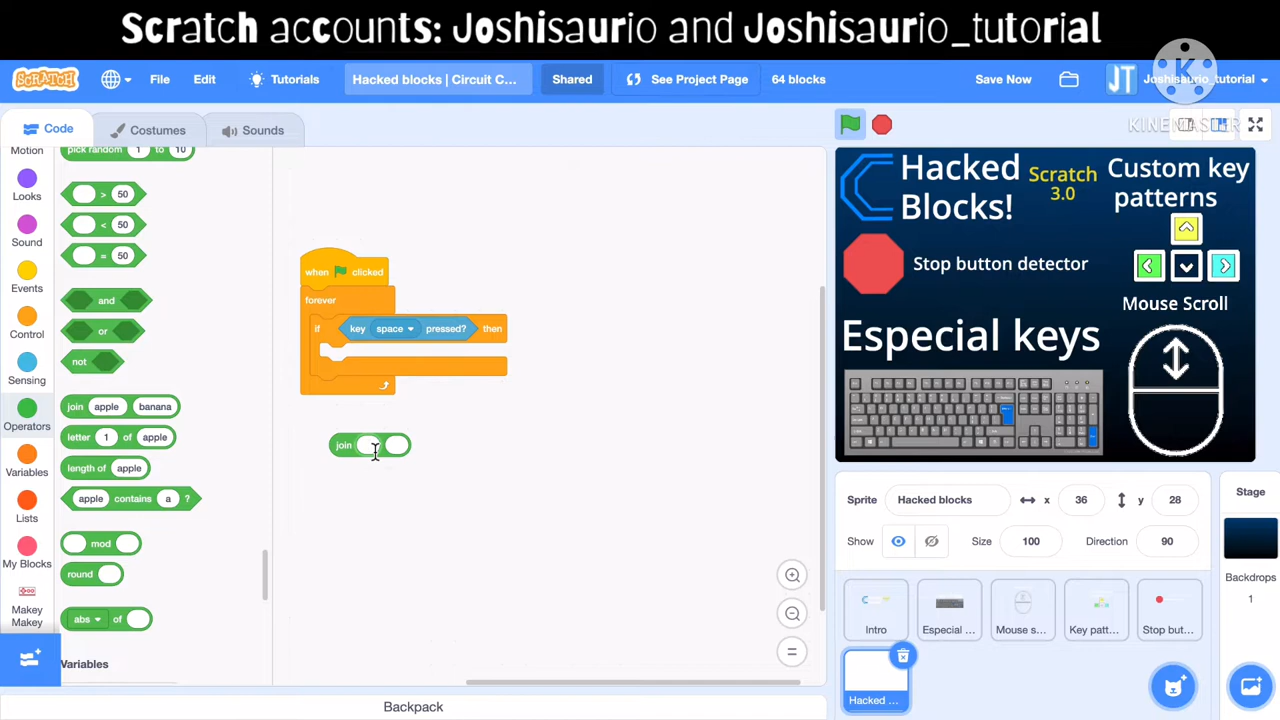 Scratch accounts: Joshisaurio and Joshisaurio_tutorial
SCRATCH File Edit Tutorials Hacked blocks | Circuit C... Shared See Project Page 64 blocks Save Now JT Joshisaurio_tutorial
KINEMASTER
Code Costumes Sounds
Motion
Looks
Sound
Events
Control
Sensing
Operators
Variables
Lists
My Blocks
Makey
Makey
pick random 1 to 10
> 50
< 50
= 50
and
or
not
join apple banana
letter 1 of apple
length of apple
apple contains a ?
mod
round
abs of
Variables
when clicked
forever
if key space pressed? then
join
Backpack
Hacked
Blocks!
Scratch
3.0
Custom key
patterns
Stop button detector
Mouse Scroll
Especial keys
Sprite Hacked blocks x 36 y 28
Show Size 100 Direction 90
Intro
Especial ...
Mouse s...
Key patt...
Stop but...
Hacked ...
Stage
Backdrops
1